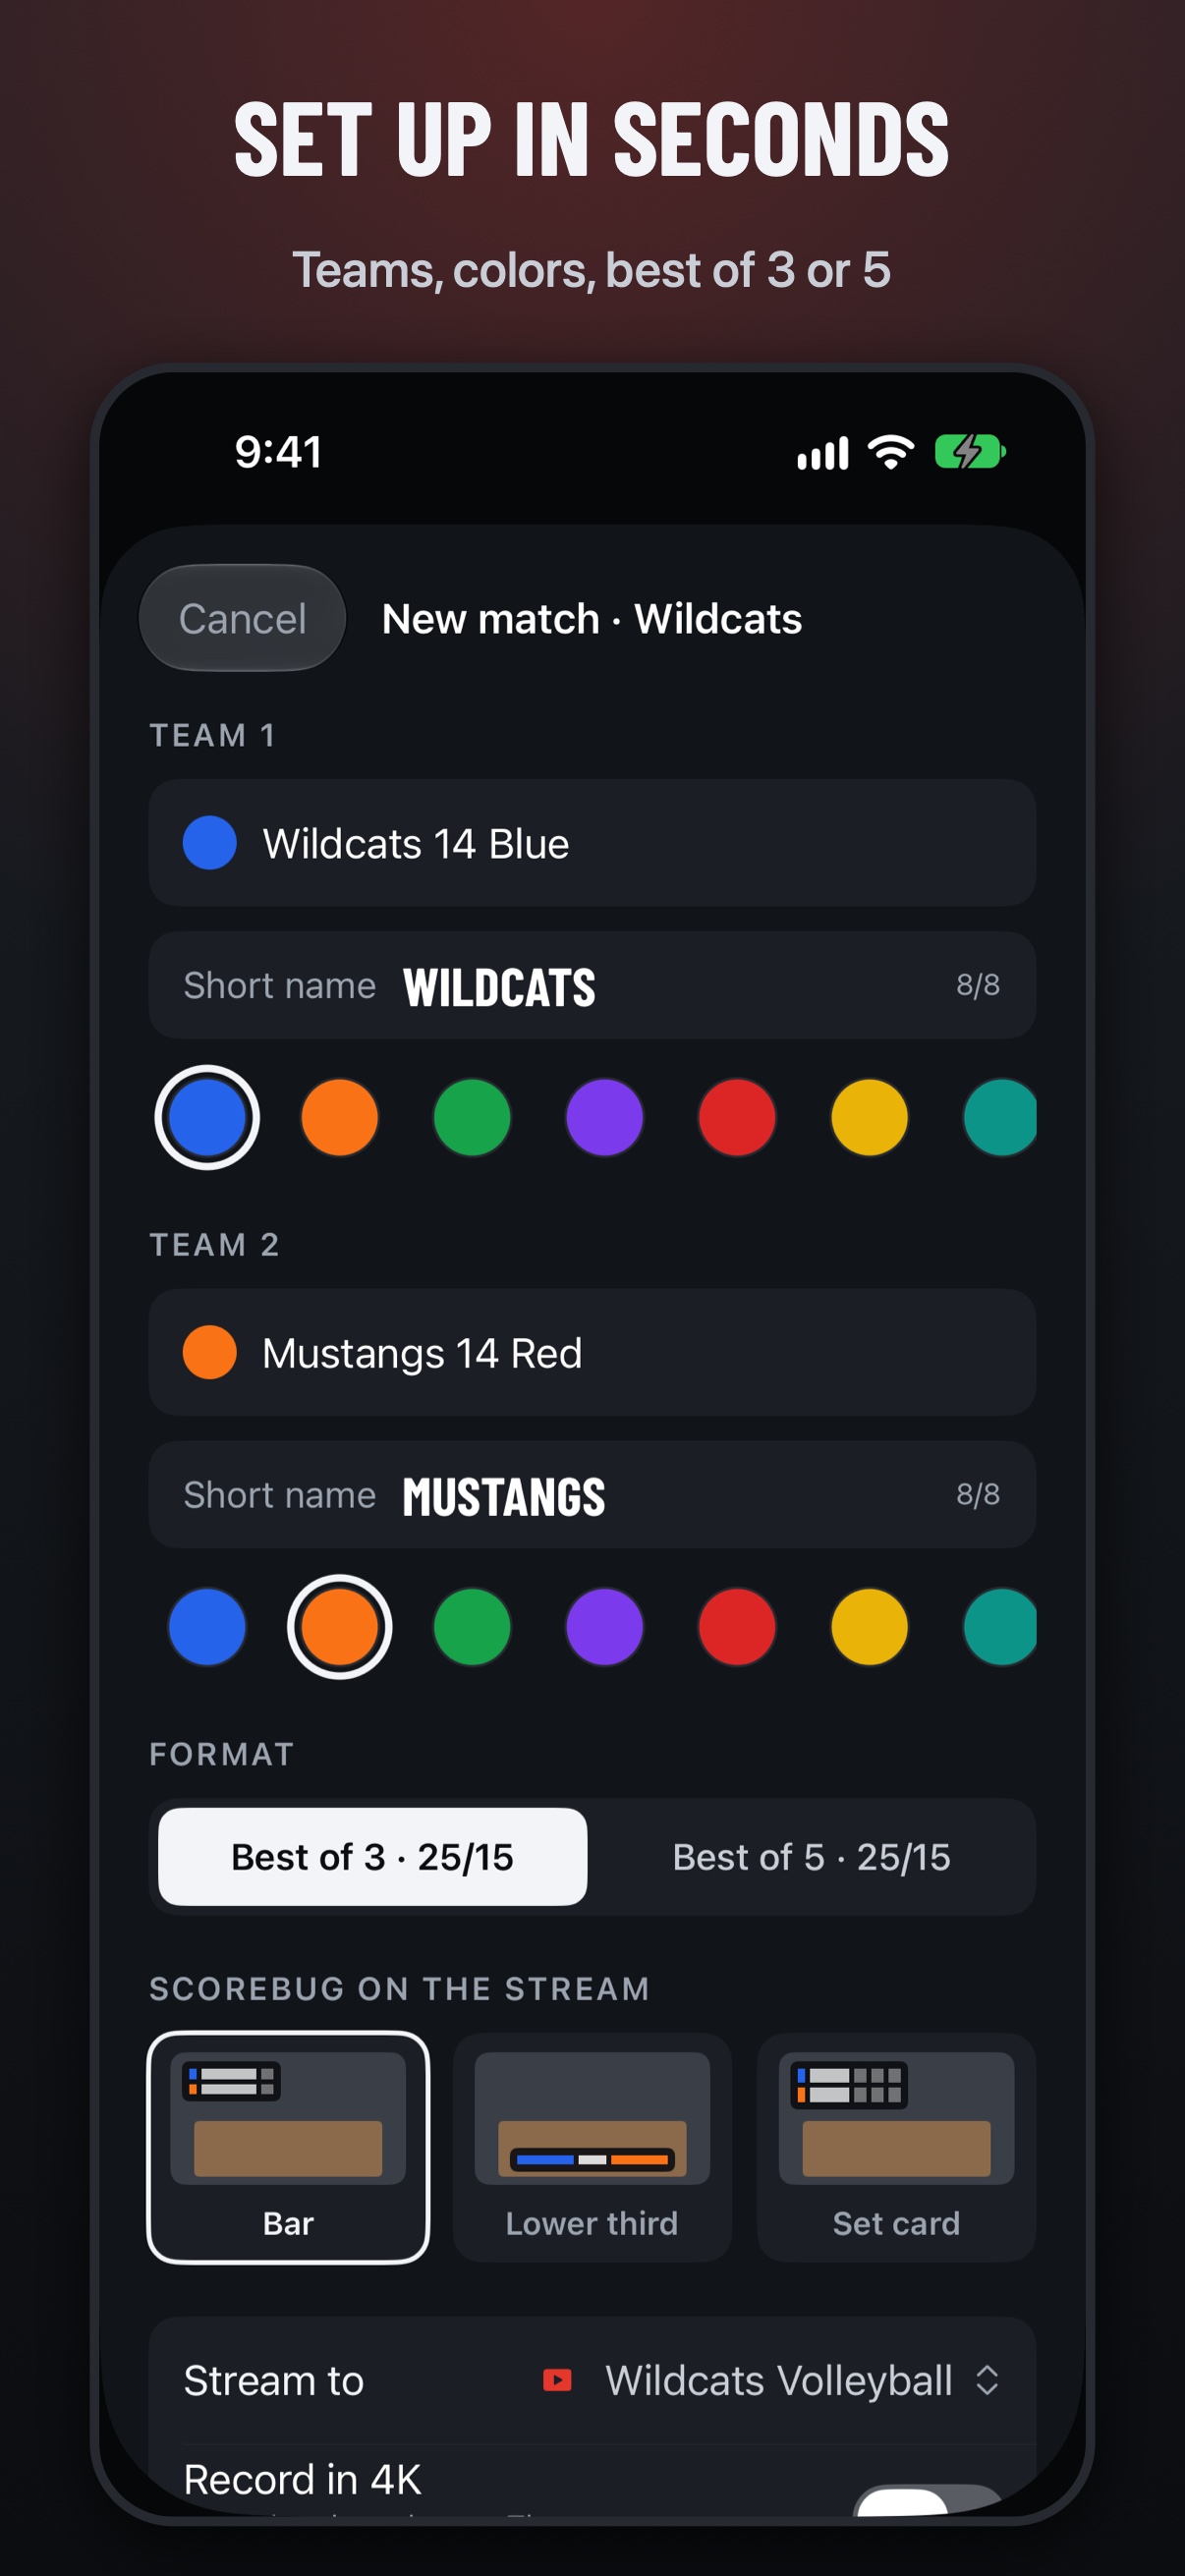 SET UP IN SECONDS
Teams, colors, best of 3 or 5
9:41
Cancel
New match · Wildcats
TEAM 1
Wildcats 14 Blue
Short name WILDCATS 8/8
TEAM 2
Mustangs 14 Red
Short name MUSTANGS 8/8
FORMAT
Best of 3 · 25/15
Best of 5 · 25/15
SCOREBUG ON THE STREAM
Bar
Lower third
Set card
Stream to Wildcats Volleyball
Record in 4K